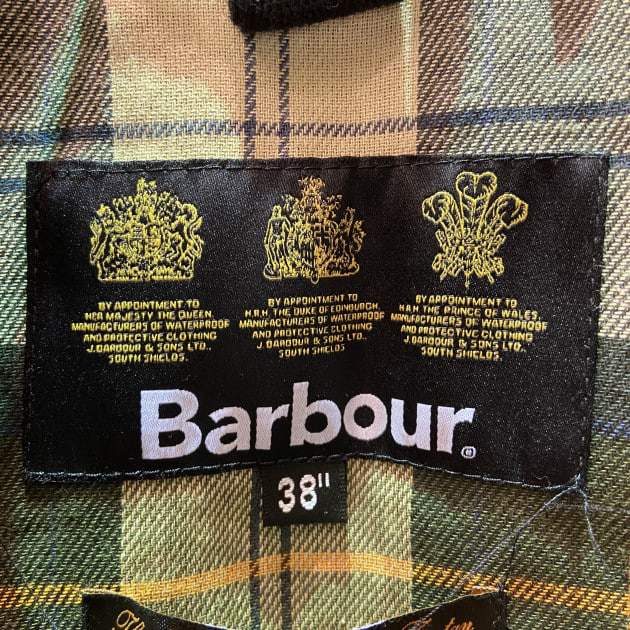 BY APPOINTMENT TO
HER MAJESTY THE QUEEN,
MANUFACTURERS OF WATERPROOF
AND PROTECTIVE CLOTHING
J. BARBOUR & SONS LTD.,
SOUTH SHIELDS.
BY APPOINTMENT TO
H.R.H. THE DUKE OF EDINBURGH,
MANUFACTURERS OF WATERPROOF
AND PROTECTIVE CLOTHING
J. BARBOUR & SONS LTD.,
SOUTH SHIELDS.
BY APPOINTMENT TO
H.R.H. THE PRINCE OF WALES,
MANUFACTURERS OF WATERPROOF
AND PROTECTIVE CLOTHING
J. BARBOUR & SONS LTD.,
SOUTH SHIELDS.
Barbour®
38"